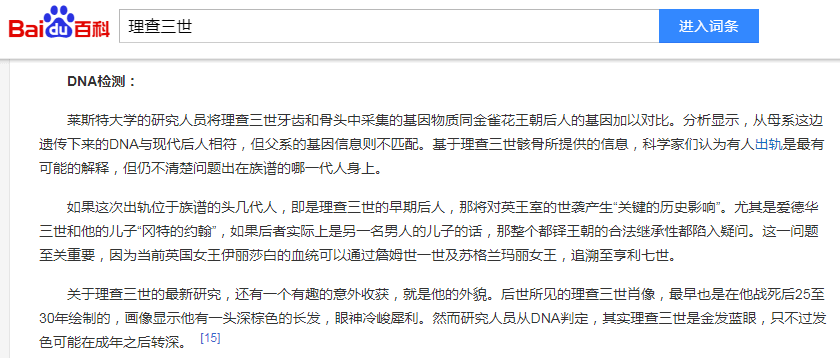 Bai du 百科 理查三世 进入词条
DNA检测：
莱斯特大学的研究人员将理查三世牙齿和骨头中采集的基因物质同金雀花王朝后人的基因加以对比。分析显示，从母系这边
遗传下来的DNA与现代后人相符，但父系的基因信息则不匹配。基于理查三世骸骨所提供的信息，科学家们认为有人出轨是最有
可能的解释，但仍不清楚问题出在族谱的哪一代人身上。
如果这次出轨位于族谱的头几代人，即是理查三世的早期后人，那将对英王室的世袭产生“关键的历史影响”。尤其是爱德华
三世和他的儿子“冈特的约翰”，如果后者实际上是另一名男人的儿子的话，那整个都铎王朝的合法继承性都陷入疑问。这一问题
至关重要，因为当前英国女王伊丽莎白的血统可以通过詹姆世一世及苏格兰玛丽女王，追溯至亨利七世。
关于理查三世的最新研究，还有一个有趣的意外收获，就是他的外貌。后世所见的理查三世肖像，最早也是在他战死后25至
30年绘制的，画像显示他有一头深棕色的长发，眼神冷峻犀利。然而研究人员从DNA判定，其实理查三世是金发蓝眼，只不过发
色可能在成年之后转深。 [15]